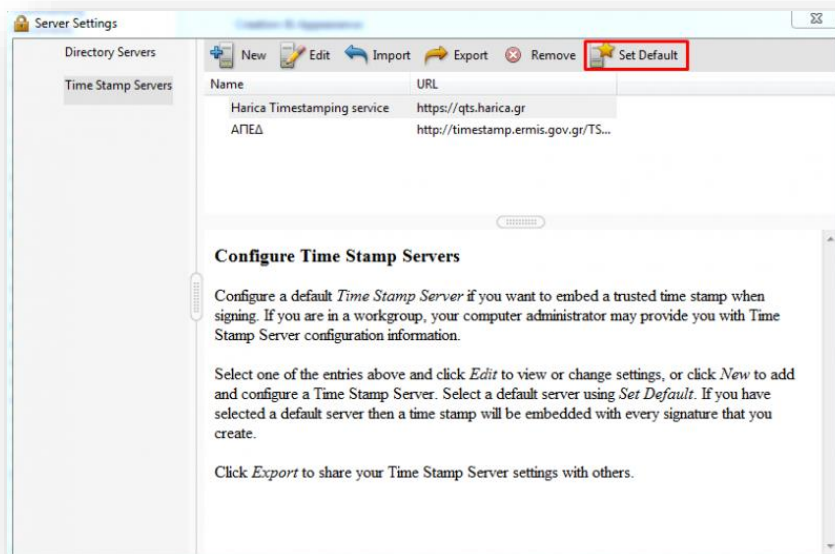 Server Settings
Directory Servers
Time Stamp Servers
New Edit Import Export Remove Set Default
Name URL
Harica Timestamping service https://qts.harica.gr
ΑΠΕΔ http://timestamp.ermis.gov.gr/TS...
Configure Time Stamp Servers
Configure a default Time Stamp Server if you want to embed a trusted time stamp when
signing. If you are in a workgroup, your computer administrator may provide you with Time
Stamp Server configuration information.
Select one of the entries above and click Edit to view or change settings, or click New to add
and configure a Time Stamp Server. Select a default server using Set Default. If you have
selected a default server then a time stamp will be embedded with every signature that you
create.
Click Export to share your Time Stamp Server settings with others.